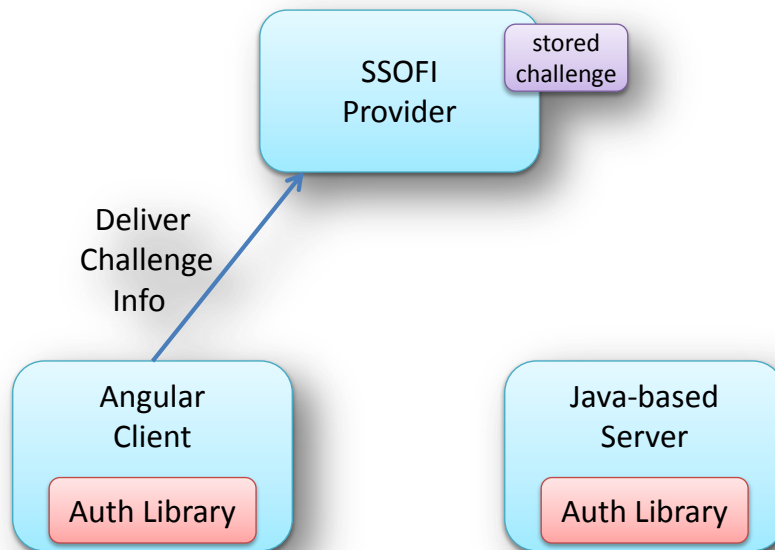 SSOFI
Provider
stored
challenge
Deliver
Challenge
Info
Angular
Client
Auth Library
Java-based
Server
Auth Library